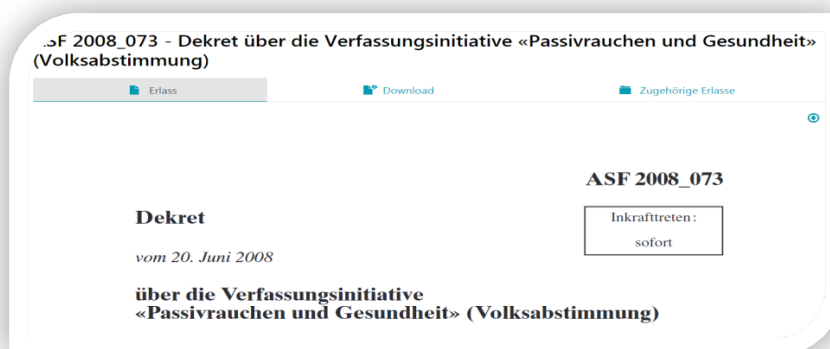 ASF 2008_073 - Dekret über die Verfassungsinitiative «Passivrauchen und Gesundheit»
(Volksabstimmung)
Erlass
Download
Zugehörige Erlasse
ASF 2008_073
Dekret
Inkrafttreten:
sofort
vom 20. Juni 2008
über die Verfassungsinitiative
«Passivrauchen und Gesundheit» (Volksabstimmung)